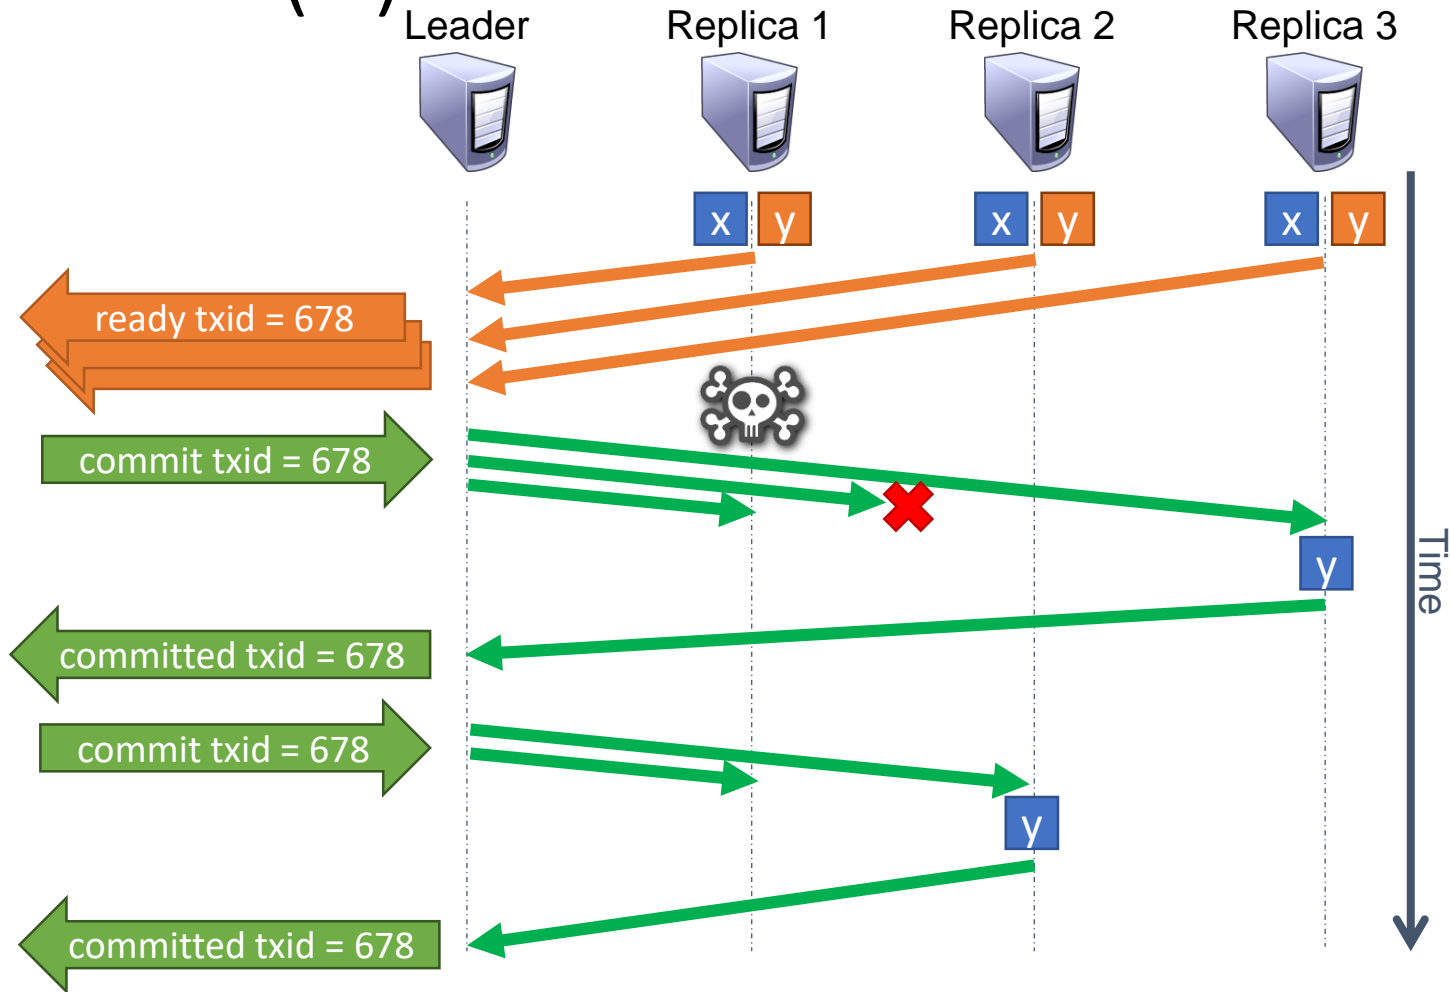 ( )
Leader Replica 1 Replica 2 Replica 3
x y x y x y
ready txid = 678
commit txid = 678
Time
y
committed txid = 678
commit txid = 678
y
committed txid = 678